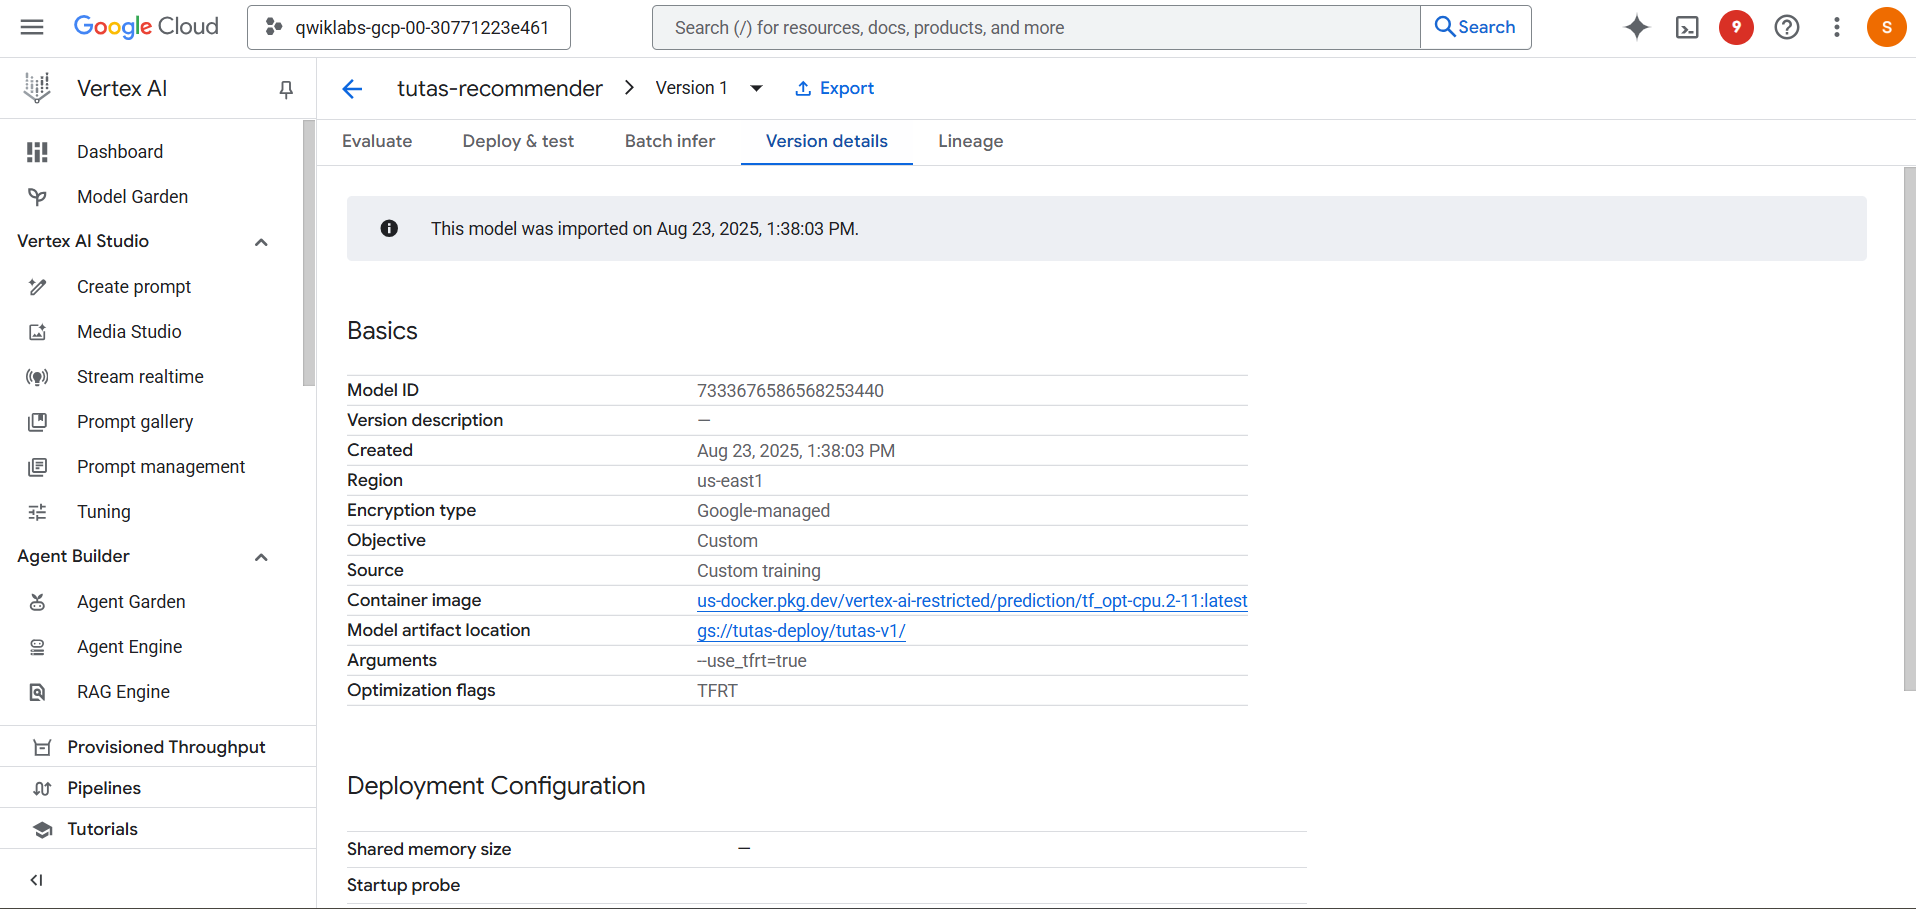 Google Cloud
qwiklabs-gcp-00-30771223e461
Search (/) for resources, docs, products, and more
Search
9
S
Vertex AI
tutas-recommender
Version 1
Export
Evaluate
Deploy & test
Batch infer
Version details
Lineage
Dashboard
Model Garden
Vertex AI Studio
Create prompt
Media Studio
Stream realtime
Prompt gallery
Prompt management
Tuning
Agent Builder
Agent Garden
Agent Engine
RAG Engine
Provisioned Throughput
Pipelines
Tutorials
This model was imported on Aug 23, 2025, 1:38:03 PM.
Basics
Model ID 7333676586568253440
Version description —
Created Aug 23, 2025, 1:38:03 PM
Region us-east1
Encryption type Google-managed
Objective Custom
Source Custom training
Container image us-docker.pkg.dev/vertex-ai-restricted/prediction/tf_opt-cpu.2-11:latest
Model artifact location gs://tutas-deploy/tutas-v1/
Arguments --use_tfrt=true
Optimization flags TFRT
Deployment Configuration
Shared memory size —
Startup probe